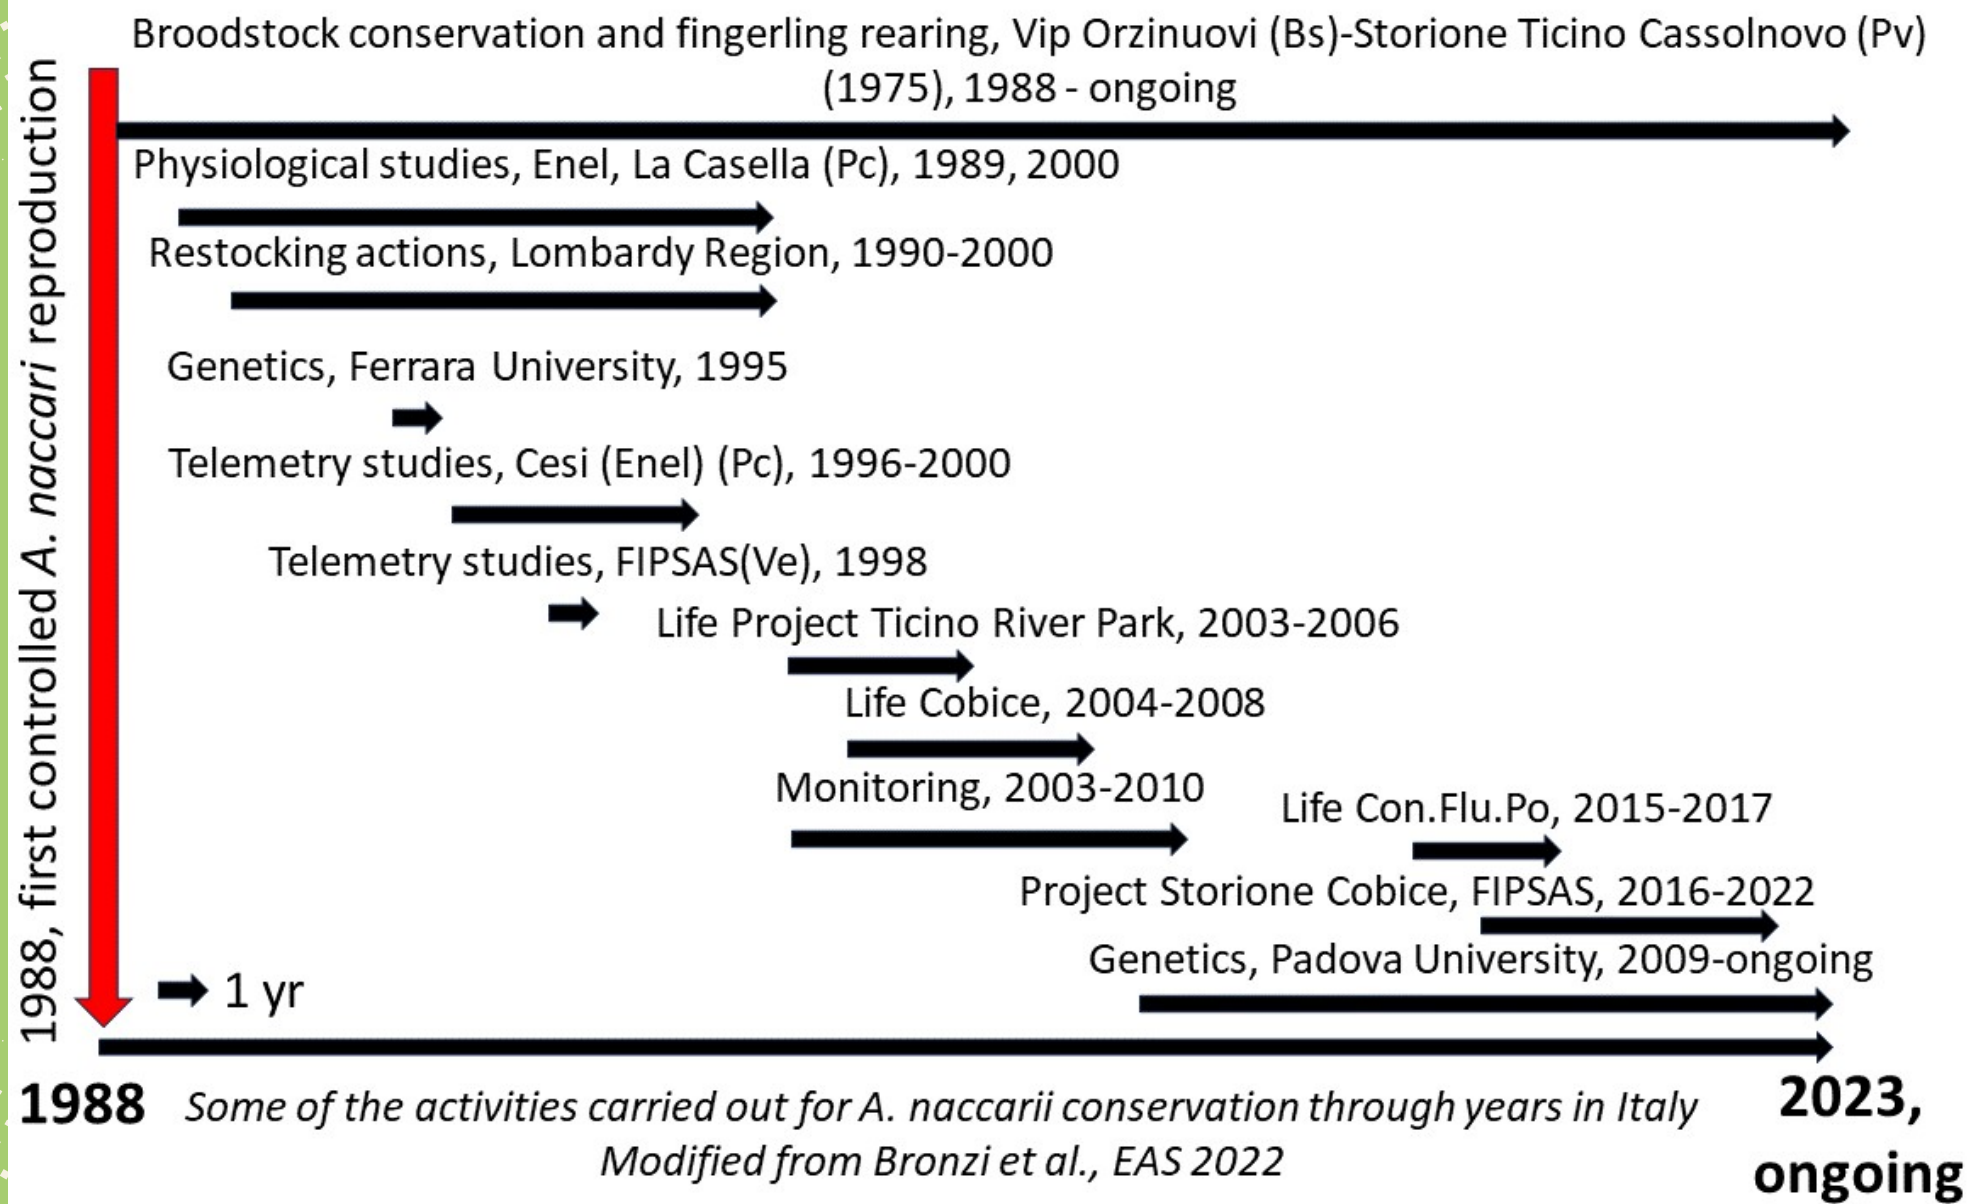 1988, first controlled A. naccari reproduction
Broodstock conservation and fingerling rearing, Vip Orzinuovi (Bs)-Storione Ticino Cassolnovo (Pv)
(1975), 1988 - ongoing
Physiological studies, Enel, La Casella (Pc), 1989, 2000
Restocking actions, Lombardy Region, 1990-2000
Genetics, Ferrara University, 1995
Telemetry studies, Cesi (Enel) (Pc), 1996-2000
Telemetry studies, FIPSAS(Ve), 1998
Life Project Ticino River Park, 2003-2006
Life Cobice, 2004-2008
Monitoring, 2003-2010
Life Con.Flu.Po, 2015-2017
Project Storione Cobice, FIPSAS, 2016-2022
Genetics, Padova University, 2009-ongoing
1 yr
1988
Some of the activities carried out for A. naccarii conservation through years in Italy
Modified from Bronzi et al., EAS 2022
2023,
ongoing